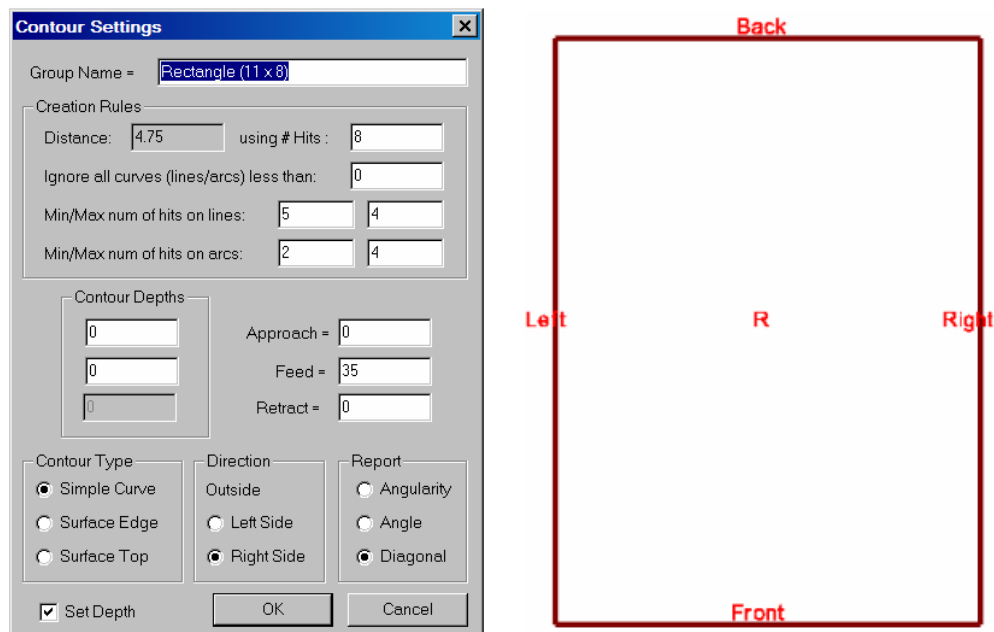 Contour Settings
Group Name = Rectangle (11 x 8)
Creation Rules
Distance: 4.75 using # Hits : 8
Ignore all curves (lines/arcs) less than: 0
Min/Max num of hits on lines: 5 4
Min/Max num of hits on arcs: 2 4
Contour Depths
0 Approach = 0
0 Feed = 35
0 Retract = 0
Contour Type Direction Report
Simple Curve Outside Angularity
Surface Edge Left Side Angle
Surface Top Right Side Diagonal
Set Depth OK Cancel
Back
Left R Right
Front